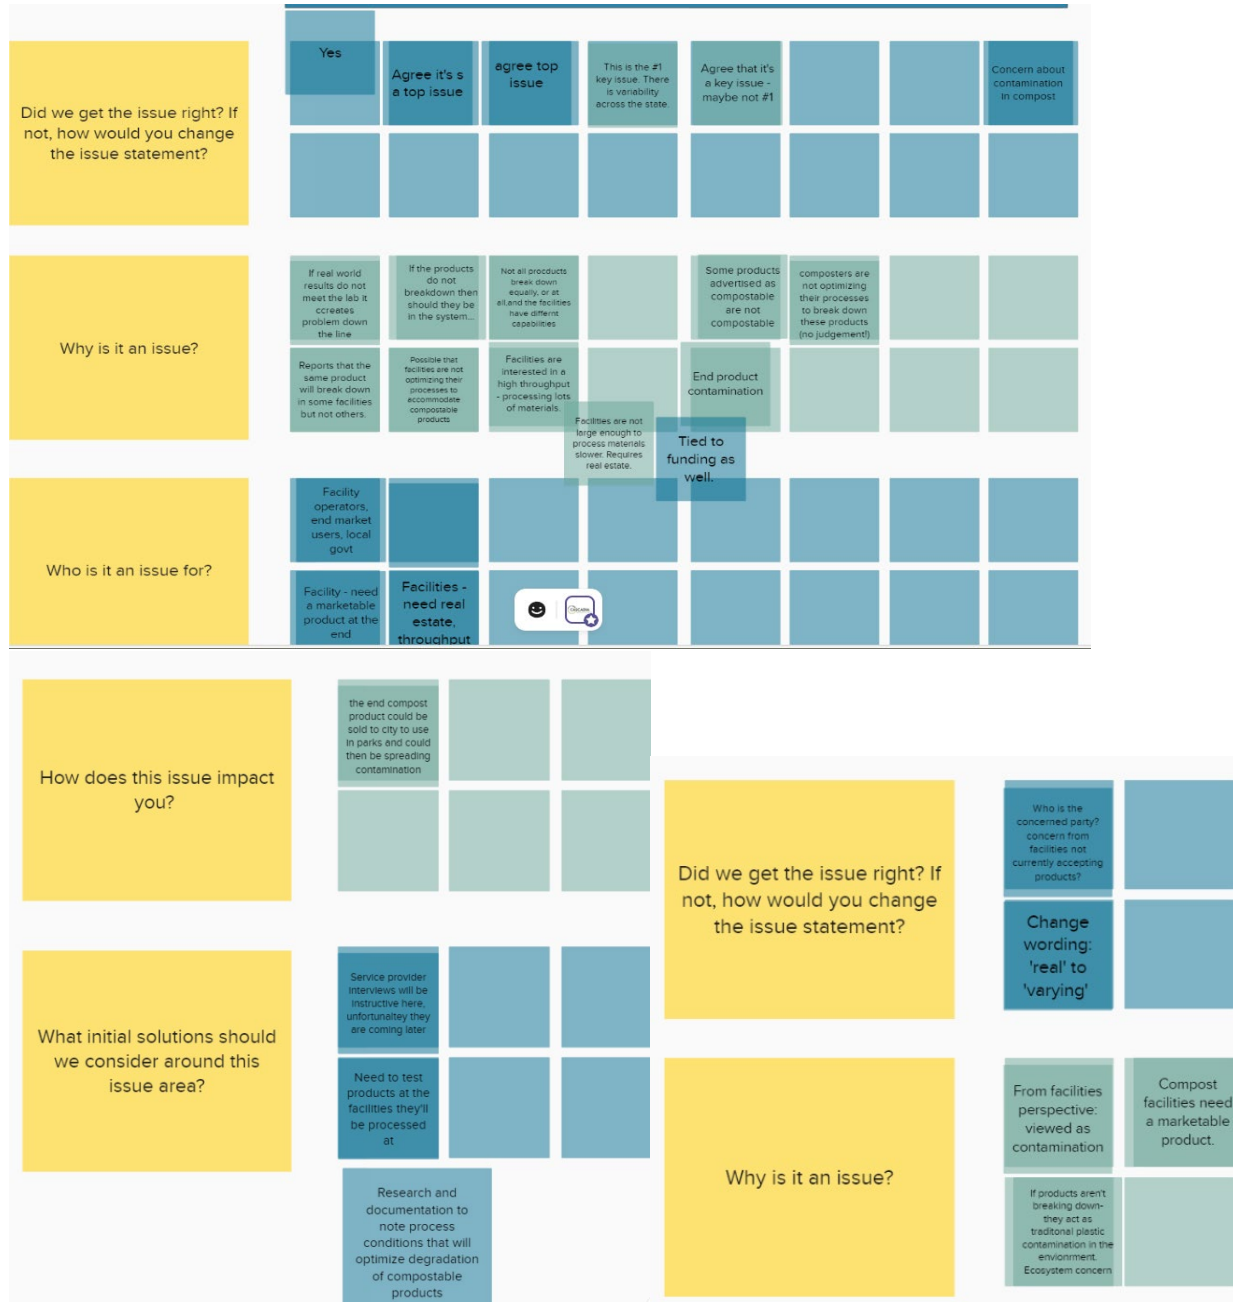 Did we get the issue right? If
not, how would you change
the issue statement?
Yes
Agree it's s
a top issue
agree top
issue
This is the #1
key issue. There
is variability
across the state.
Agree that it's
a key issue -
maybe not #1
Concern about
contamination
in compost
Why is it an issue?
If real world
results do not
meet the lab it
ccreates
problem down
the line
If the products
do not
breakdown then
should they be
in the system...
Not all procducts
break down
equally, or at
all,and the facilities
have differnt
capabilities
Some products
advertised as
compostable
are not
compostable
composters are
not optimizing
their processes
to break down
these products
(no judgement!)
Reports that the
same product
will break down
in some facilities
but not others.
Possible that
facilities are not
optimizing their
processes to
accommodate
compostable
products
Facilities are
interested in a
high throughput
- processing lots
of materials.
End product
contamination
Facilities are not
large enough to
process materials
slower. Requires
real estate.
Tied to
funding as
well.
Who is it an issue for?
Facility
operators,
end market
users, local
govt
Facility - need
a marketable
product at the
end
Facilities -
need real
estate,
throughput
How does this issue impact
you?
the end compost
product could be
sold to city to use
in parks and could
then be spreading
contamination
What initial solutions should
we consider around this
issue area?
Service provider
interviews will be
instructive here,
unfortunaltey they
are coming later
Need to test
products at the
facilities they'll
be processed
at
Research and
documentation to
note process
conditions that will
optimize degradation
of compostable
products
Did we get the issue right? If
not, how would you change
the issue statement?
Who is the
concerned party?
concern from
facilities not
currently accepting
products?
Change
wording:
'real' to
'varying'
Why is it an issue?
From facilities
perspective:
viewed as
contamination
Compost
facilities need
a marketable
product.
If products aren't
breaking down-
they act as
traditonal plastic
contamination in the
envionrment.
Ecosystem concern